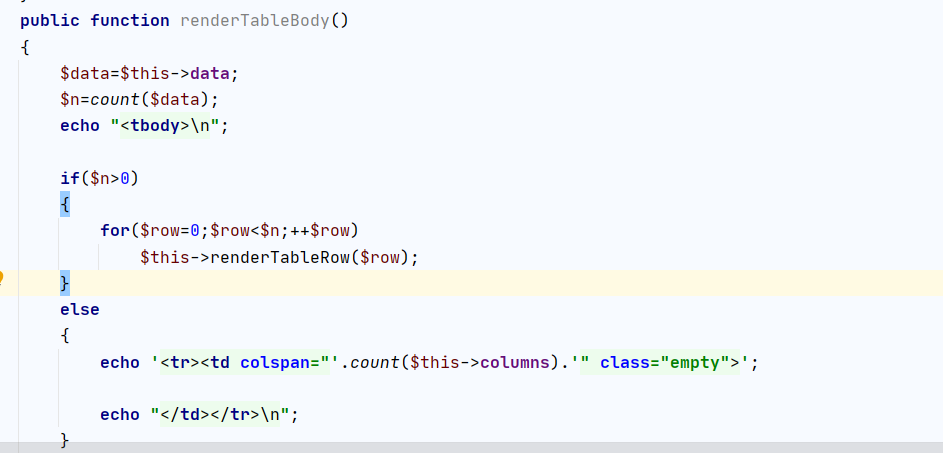 public function renderTableBody()
{
$data=$this->data;
$n=count($data);
echo "<tbody>\n";
if($n>0)
{
for($row=0;$row<$n;++$row)
$this->renderTableRow($row);
}
else
{
echo '<tr><td colspan="'.count($this->columns).'" class="empty">';
echo "</td></tr>\n";
}